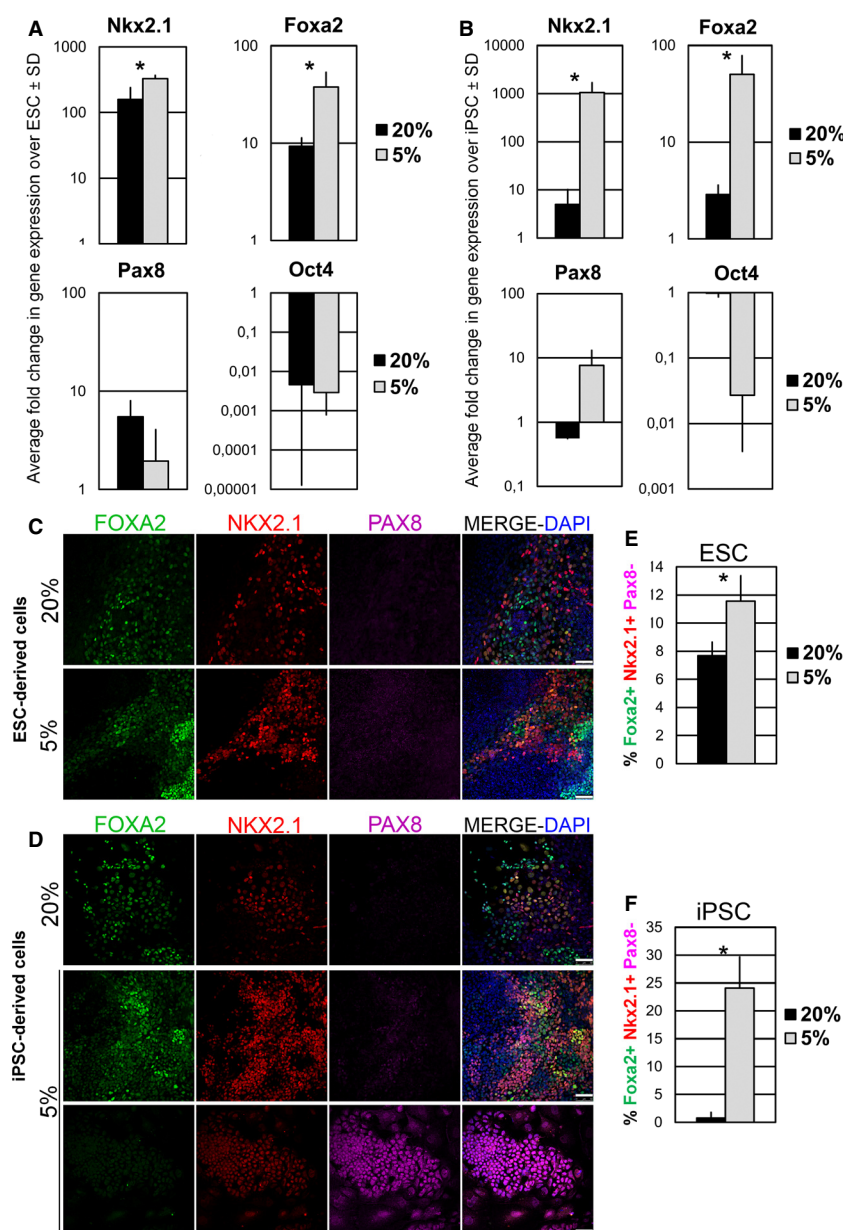 A
Nkx2.1
Foxa2
Average fold change in gene expression over ESC ± SD
1000
100
10
1
*
100
10
1
*
20%
5%
Pax8
Oct4
100
10
1
1
0,1
0,01
0,001
0,0001
0,00001
20%
5%
B
Nkx2.1
Foxa2
Average fold change in gene expression over iPSC ± SD
10000
1000
100
10
1
*
100
10
1
*
20%
5%
Pax8
Oct4
100
10
1
0,1
1
0,1
0,01
0,001
20%
5%
C
FOXA2 NKX2.1 PAX8 MERGE-DAPI
ESC-derived cells
20%
5%
D
FOXA2 NKX2.1 PAX8 MERGE-DAPI
iPSC-derived cells
20%
5%
E
ESC
% Foxa2+ Nkx2.1+ Pax8-
14
12
10
8
6
4
2
0
*
20%
5%
F
iPSC
% Foxa2+ Nkx2.1+ Pax8-
35
30
25
20
15
10
5
0
*
20%
5%